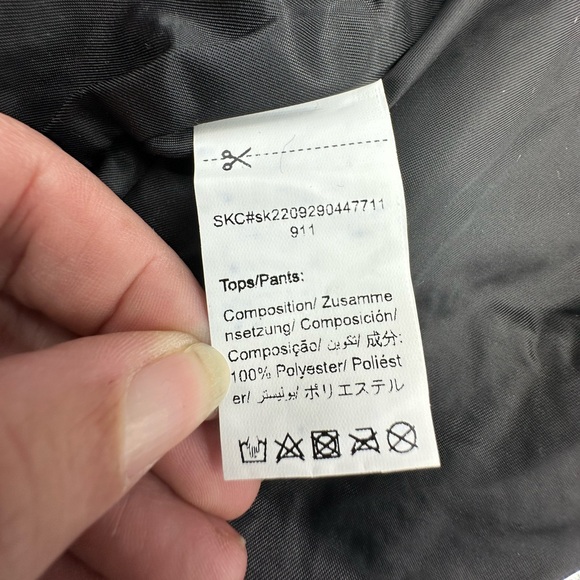 SKC#sk2209290447711
911
Tops/Pants:
Composition/ Zusamme
nsetzung/ Composición/
Composição/ تكوين/ 成分:
100% Polyester/ Poliést
er/ بوليستر/ ポリエステル